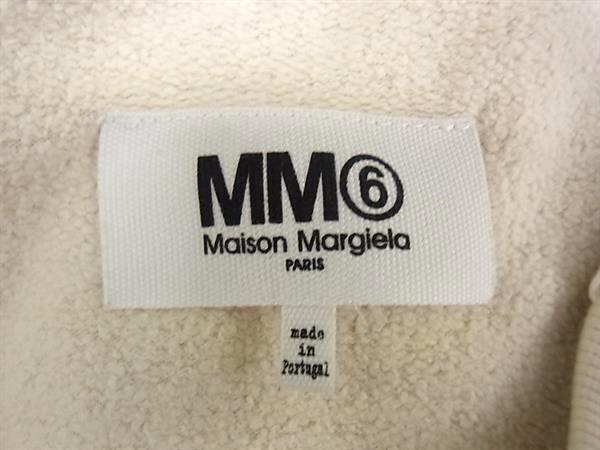 MM⑥
Maison Margiela
PARIS
made
in
Portugal